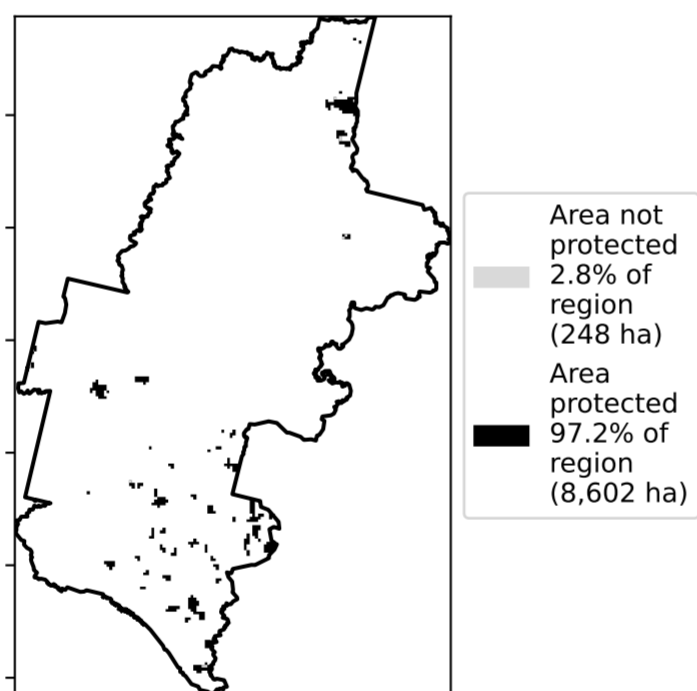 Area not
protected
2.8% of
region
(248 ha)
Area
protected
97.2% of
region
(8,602 ha)